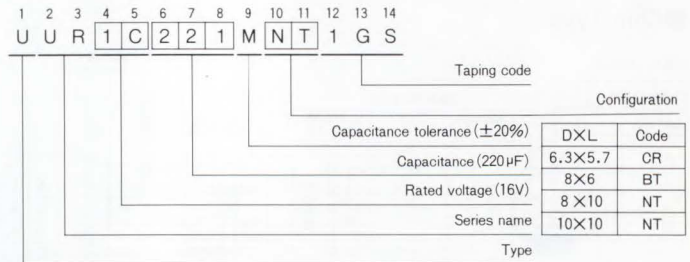 1 2 3 4 5 6 7 8 9 10 11 12 13 14
U U R 1 C 2 2 1 M N T 1 G S
Taping code
Configuration
Capacitance tolerance (±20%)
Capacitance (220μF)
Rated voltage (16V)
Series name
Type
D×L Code
6.3×5.7 CR
8×6 BT
8×10 NT
10×10 NT